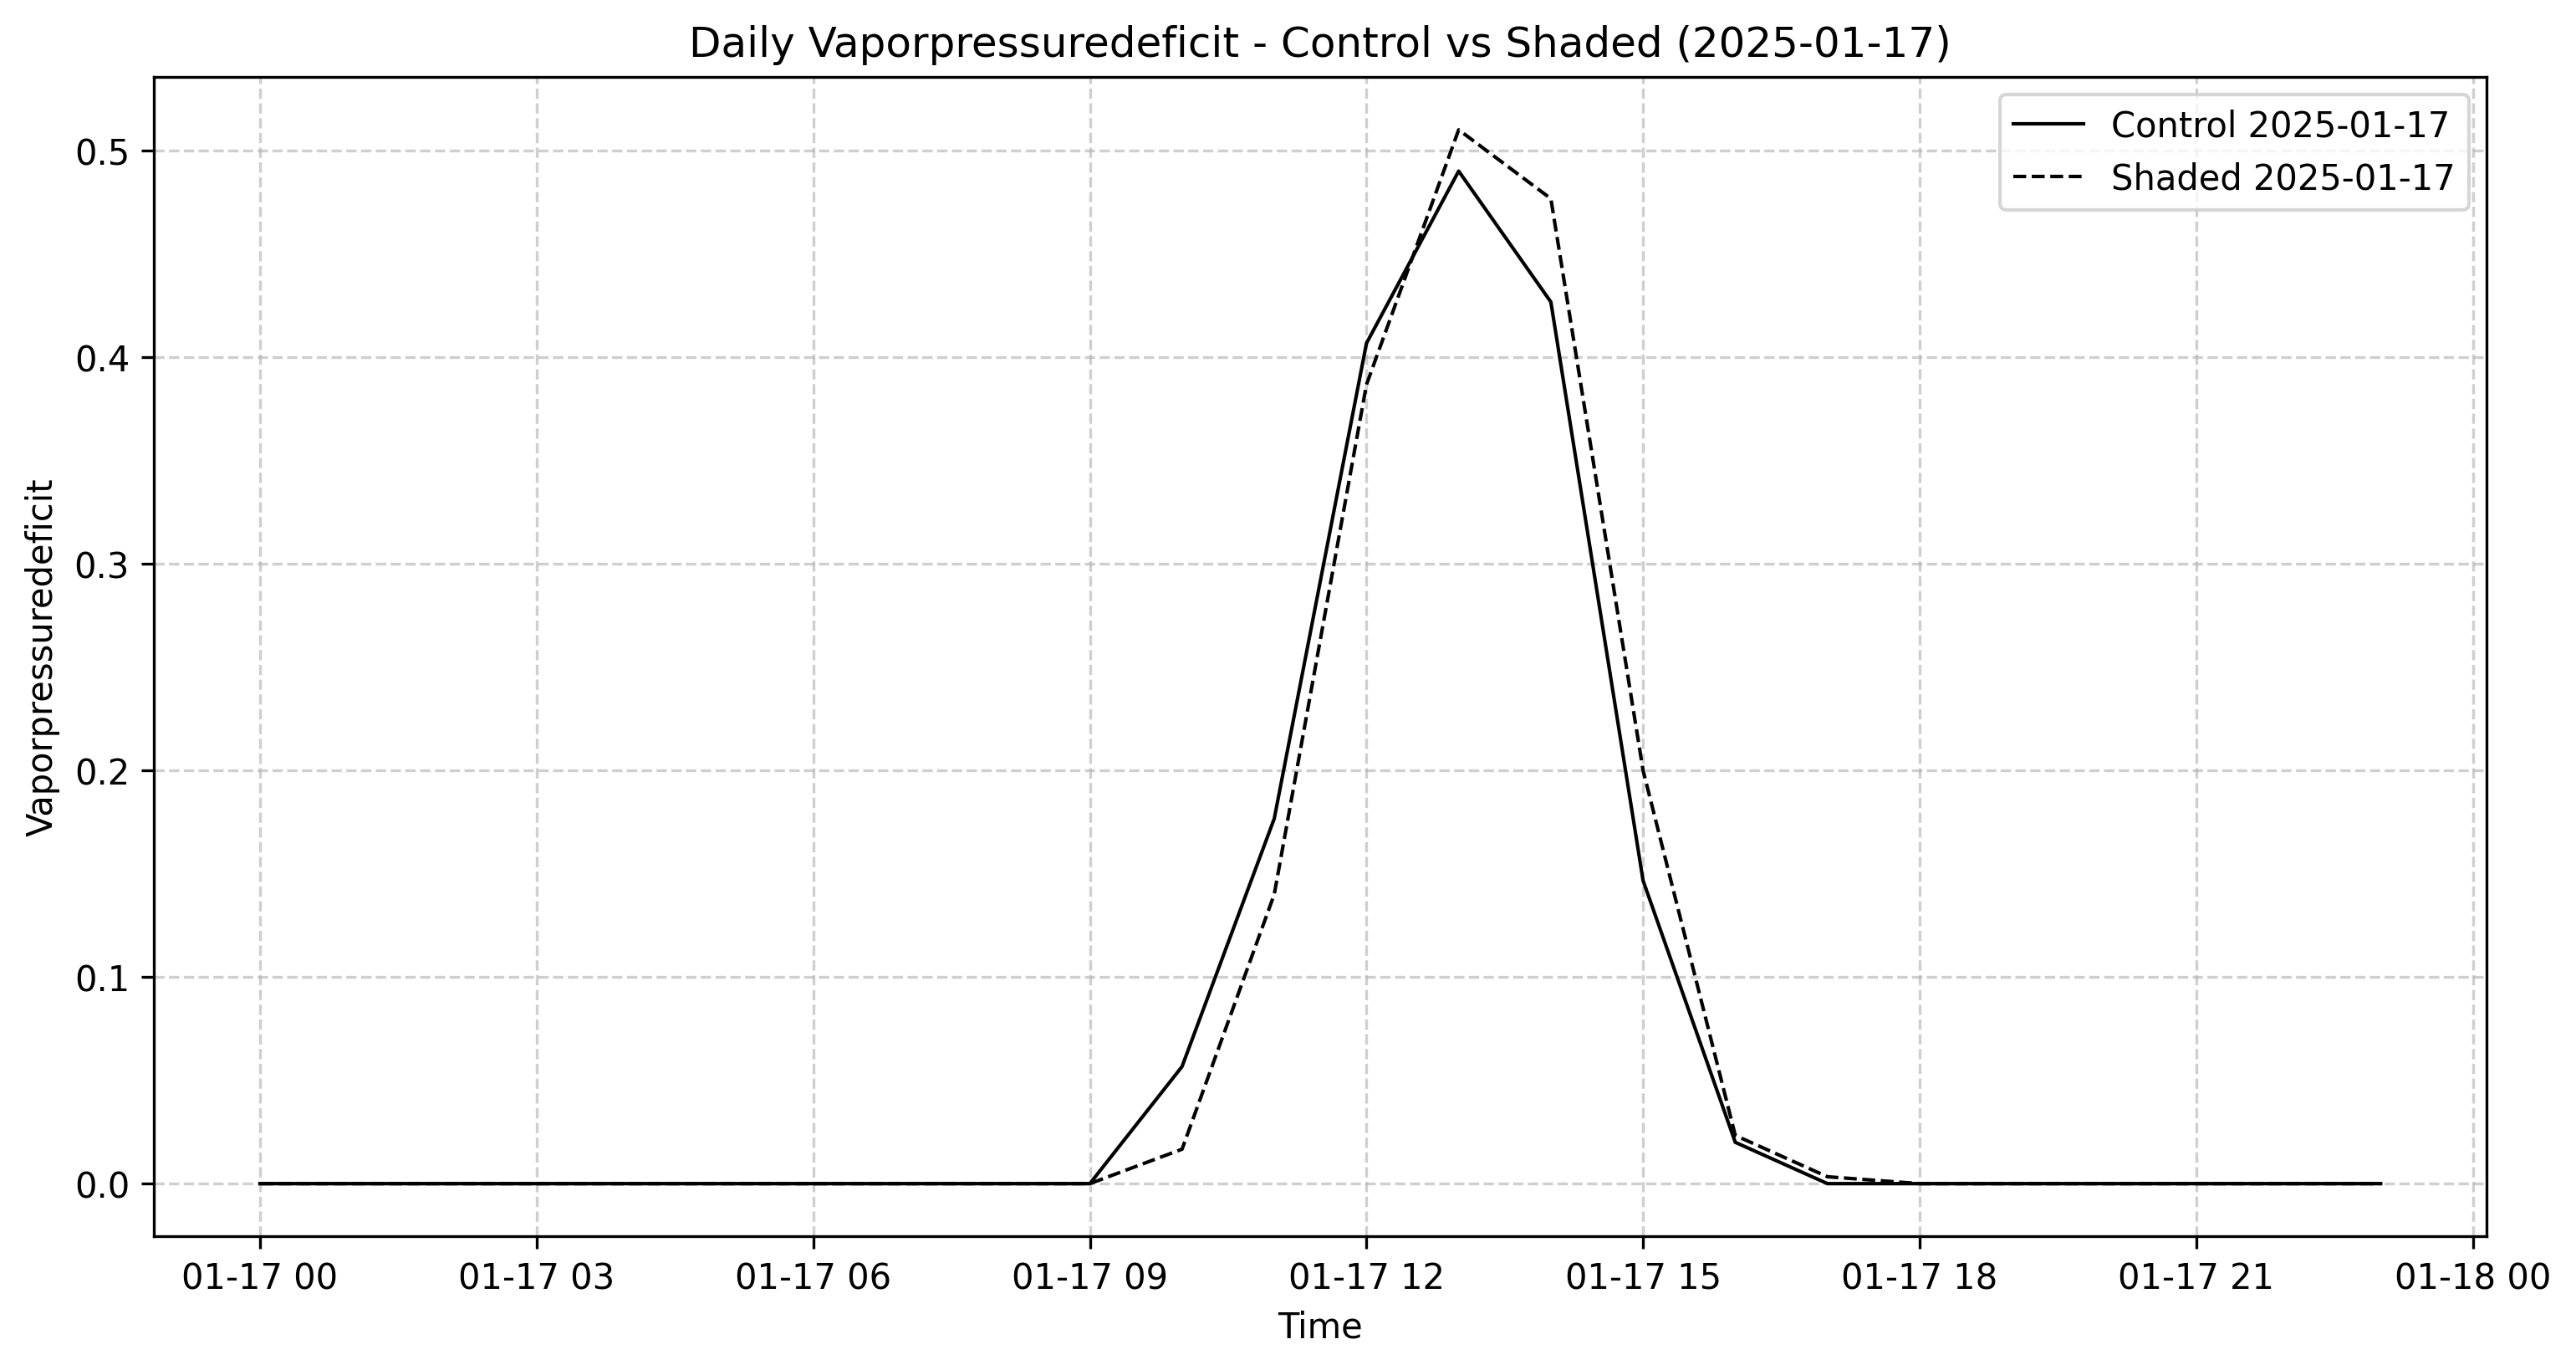 Daily Vaporpressuredeficit - Control vs Shaded (2025-01-17)
Control 2025-01-17
Shaded 2025-01-17
Vaporpressuredeficit
0.5
0.4
0.3
0.2
0.1
0.0
01-17 00 01-17 03 01-17 06 01-17 09 01-17 12 01-17 15 01-17 18 01-17 21 01-18 00
Time